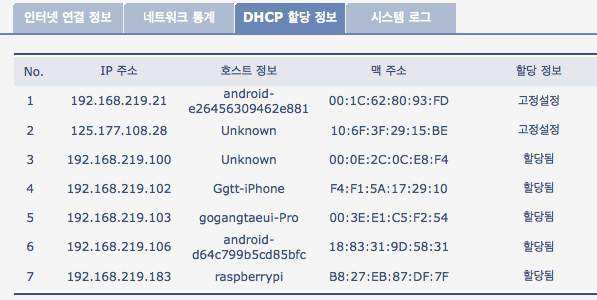 인터넷 연결 정보 네트워크 통계 DHCP 할당 정보 시스템 로그
No. IP 주소 호스트 정보 맥 주소 할당 정보
1 192.168.219.21 android-e26456309462e881 00:1C:62:80:93:FD 고정설정
2 125.177.108.28 Unknown 10:6F:3F:29:15:BE 고정설정
3 192.168.219.100 Unknown 00:0E:2C:0C:E8:F4 할당됨
4 192.168.219.102 Ggtt-iPhone F4:F1:5A:17:29:10 할당됨
5 192.168.219.103 gogangtaeui-Pro 00:3E:E1:C5:F2:54 할당됨
6 192.168.219.106 android-d64c799b5cd85bfc 18:83:31:9D:58:31 할당됨
7 192.168.219.183 raspberrypi B8:27:EB:87:DF:7F 할당됨